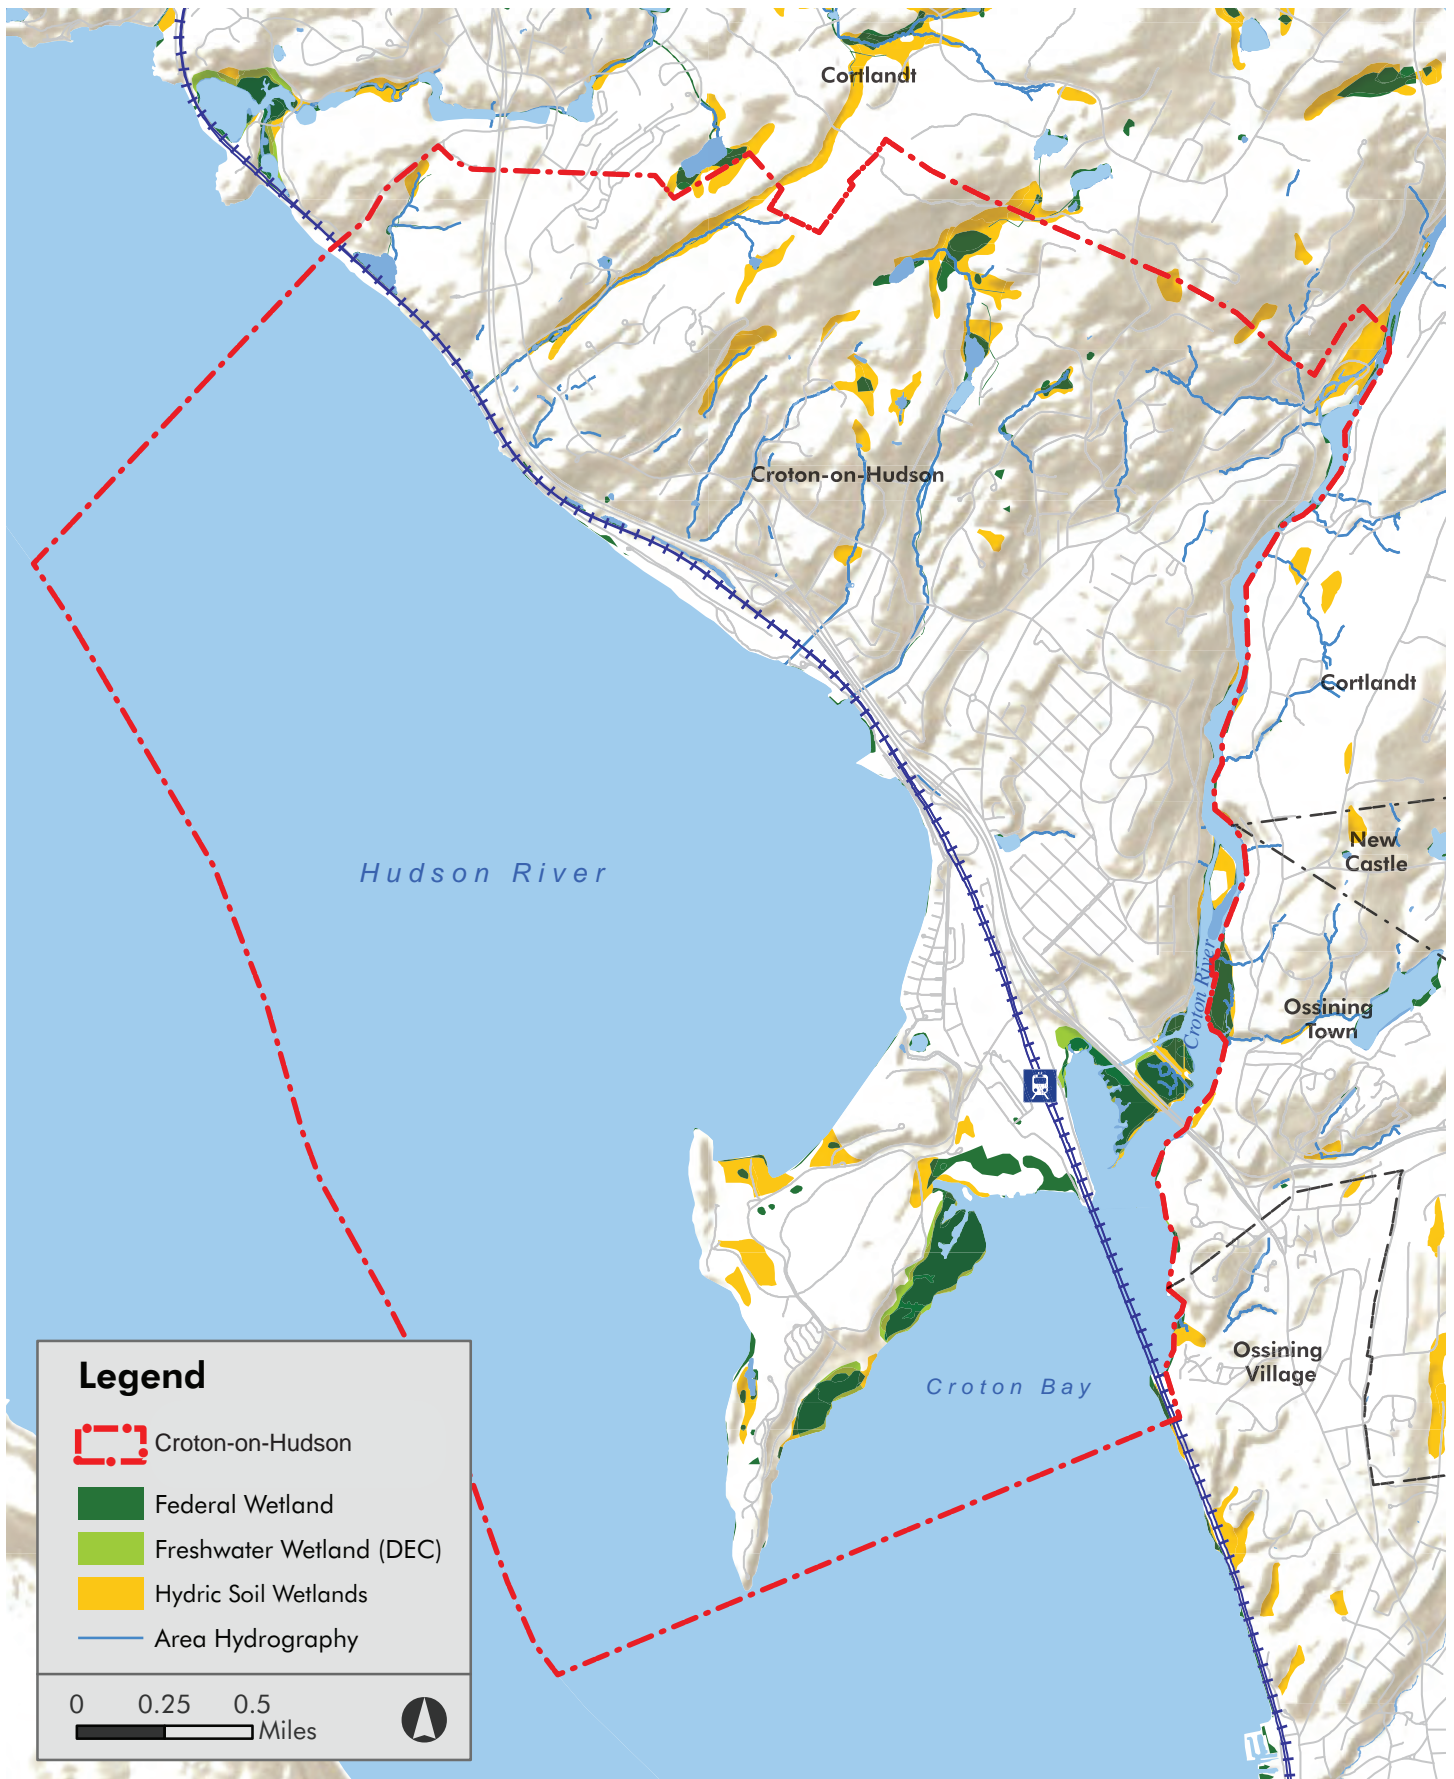 Cortlandt
Croton-on-Hudson
Cortlandt
New
Castle
Hudson River
Croton River
Ossining
Town
Ossining
Village
Croton Bay
Legend
Croton-on-Hudson
Federal Wetland
Freshwater Wetland (DEC)
Hydric Soil Wetlands
Area Hydrography
0 0.25 0.5
Miles